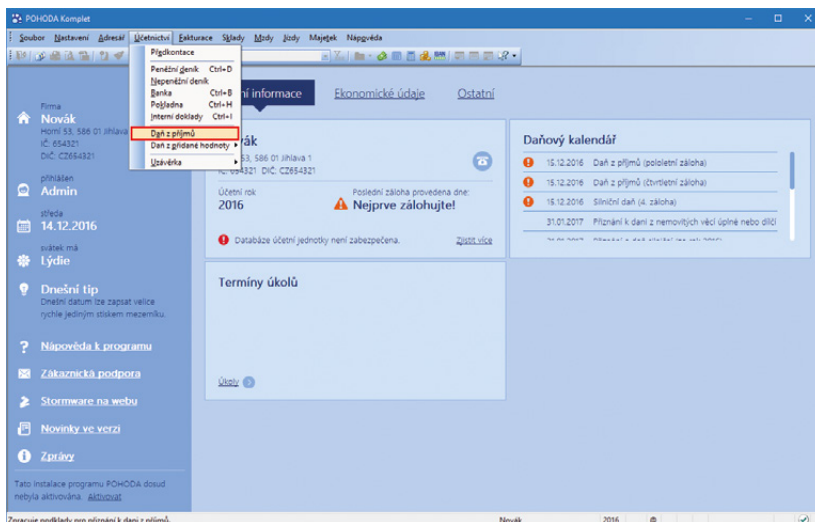 POHODA Komplet
Soubor Nastavení Adresář Účetnictví Fakturace Sklady Mzdy Jízdy Majetek Nápověda
Předkontace
Peněžní deník Ctrl+D
Nepeněžní deník
Banka Ctrl+B
Pokladna Ctrl+H
Interní doklady Ctrl+I
Daň z příjmů
Daň z přidané hodnoty
Uzávěrka
Firma
Novák
Horní 53, 586 01 Jihlava
IČ: 654321
DIČ: CZ654321
přihlášen
Admin
středa
14.12.2016
svátek má
Lýdie
Dnešní tip
Dnešní datum lze zapsat velice
rychle jediným stiskem mezerníku.
Nápověda k programu
Zákaznická podpora
Stormware na webu
Novinky ve verzi
Zprávy
Tato instalace programu POHODA dosud
nebyla aktivována. Aktivovat
ní informace Ekonomické údaje Ostatní
vák
53, 586 01 Jihlava 1
654321 DIČ: CZ654321
Účetní rok
2016
Poslední záloha provedena dne:
Nejprve zálohujte!
Databáze účetní jednotky není zabezpečena. Zjistit více
Termíny úkolů
Úkoly
Daňový kalendář
15.12.2016 Daň z příjmů (pololetní záloha)
15.12.2016 Daň z příjmů (čtvrtletní záloha)
15.12.2016 Silniční daň (4. záloha)
31.01.2017 Přiznání k dani z nemovitých věcí úplné nebo dílčí
Zpracuje podklady pro přiznání k dani z příjmů. Novák 2016